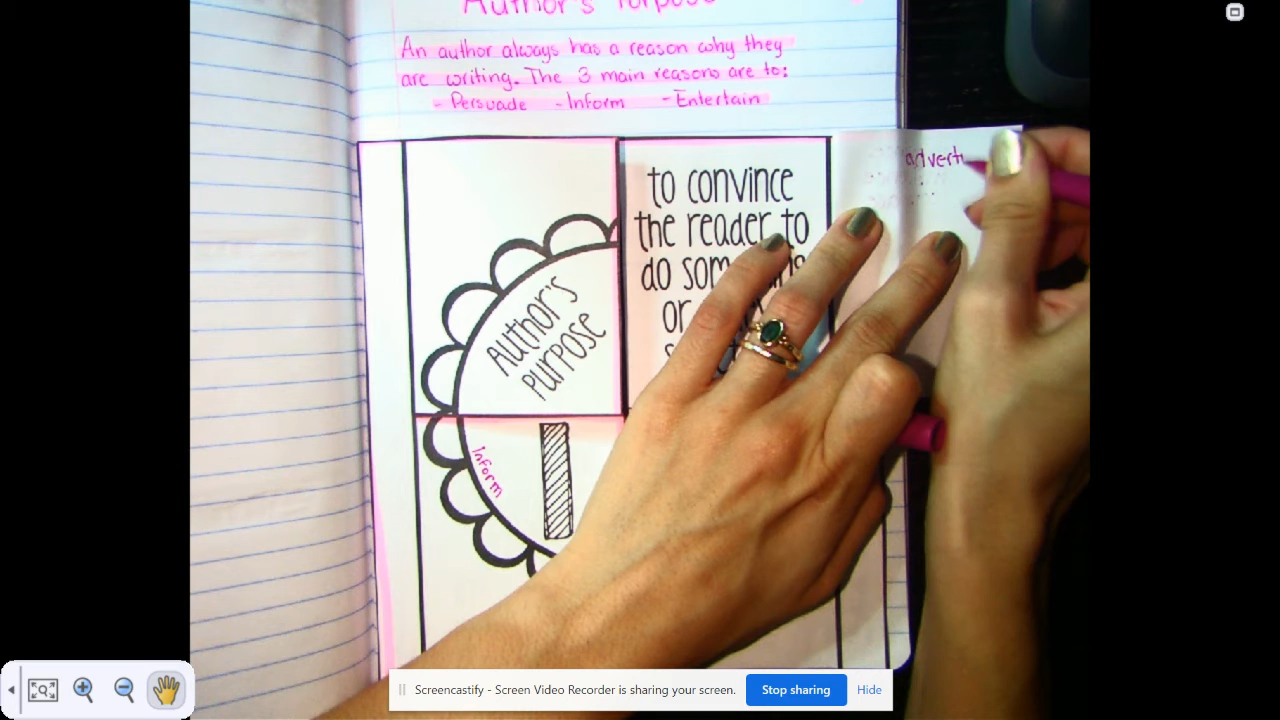 Author's Purpose
An author always has a reason why they
are writing. The 3 main reasons are to:
- Persuade - Inform - Entertain
to convince
the reader to
do
or
advert
Author's
Purpose
Inform
I
Screencastify - Screen Video Recorder is sharing your screen.
Stop sharing
Hide